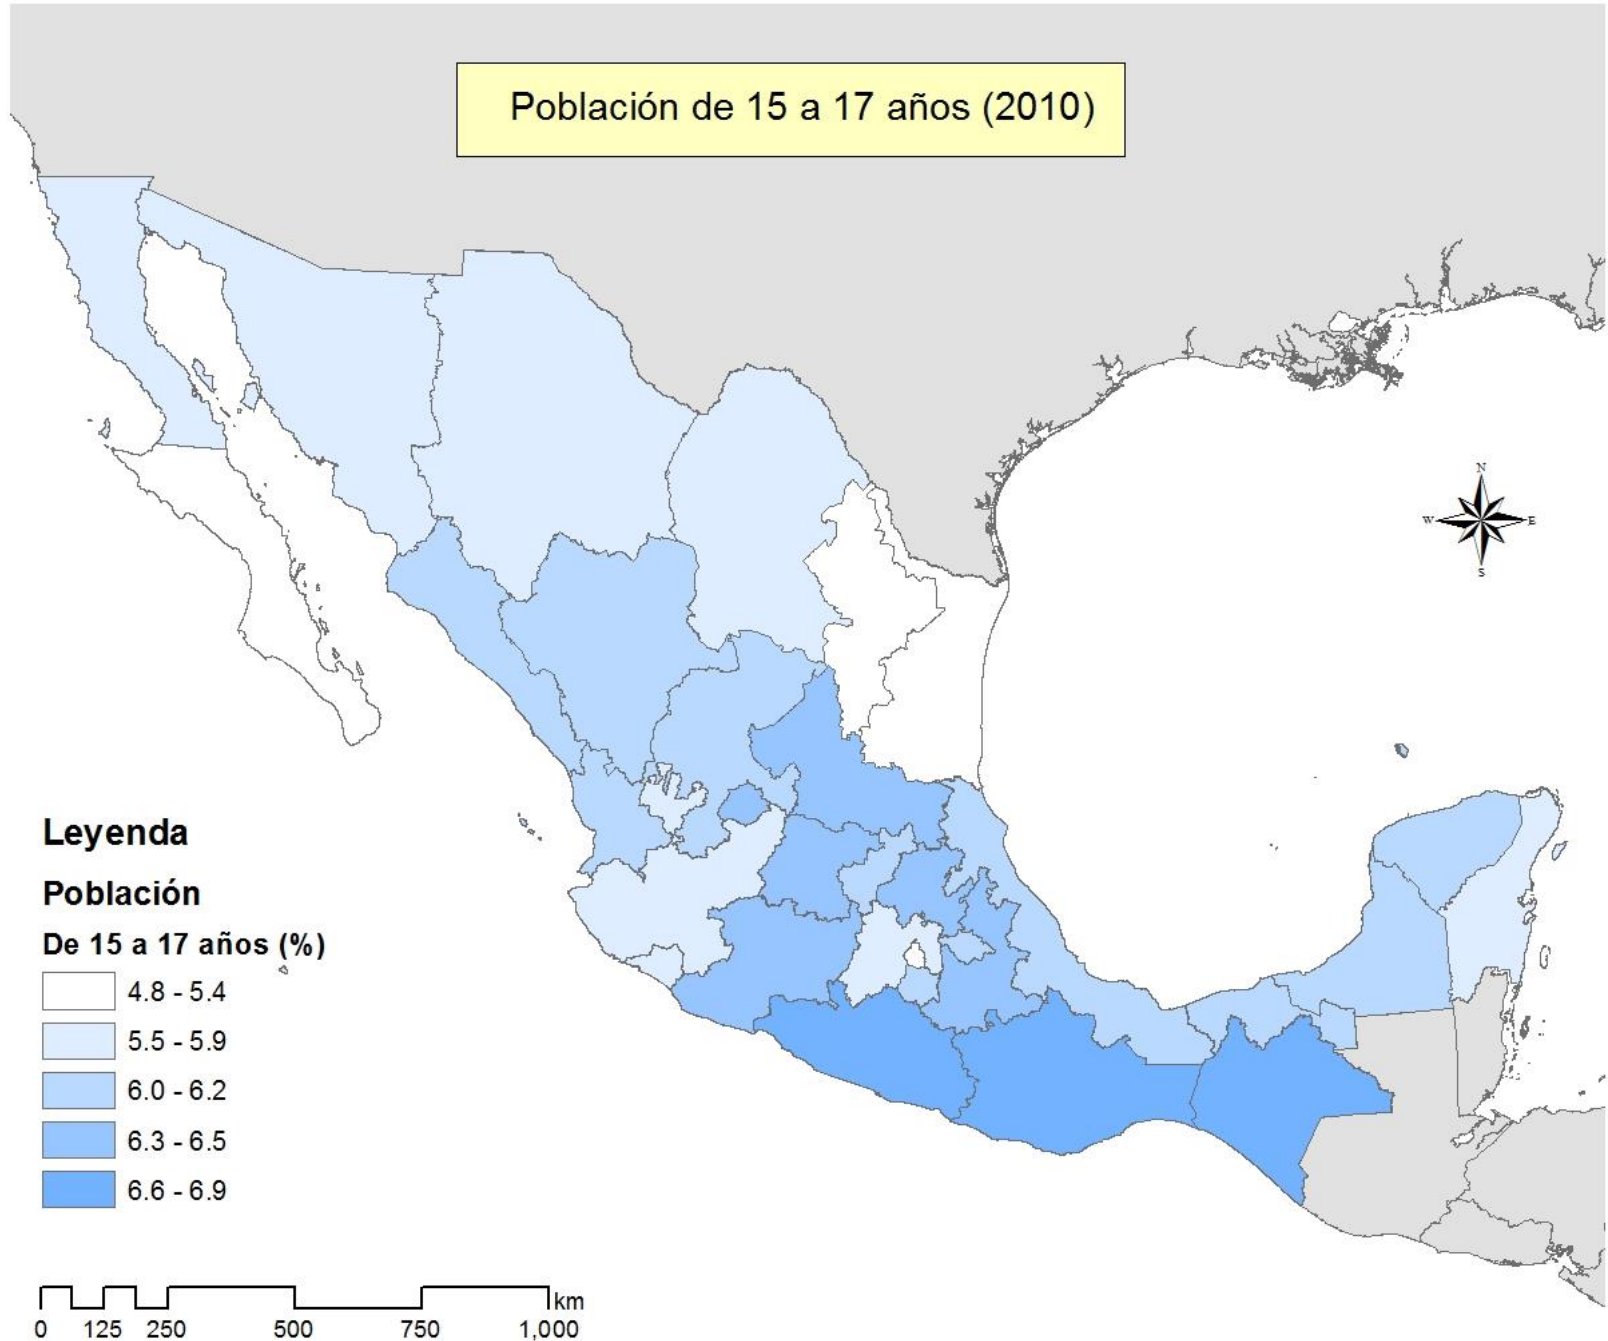 Población de 15 a 17 años (2010)
N
W
E
S
Leyenda
Población
De 15 a 17 años (%)
4.8 - 5.4
5.5 - 5.9
6.0 - 6.2
6.3 - 6.5
6.6 - 6.9
km
0 125 250 500 750 1,000